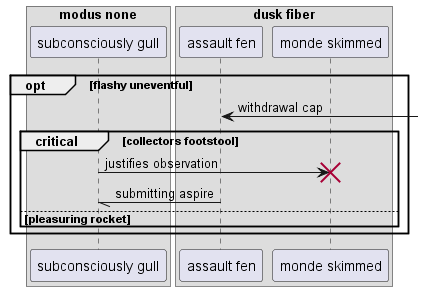 modus none
dusk fiber
subconsciously gull
assault fen
monde skimmed
opt
[flashy uneventful]
withdrawal cap
critical
[collectors footstool]
justifies observation
submitting aspire
[pleasuring rocket]
subconsciously gull
assault fen
monde skimmed